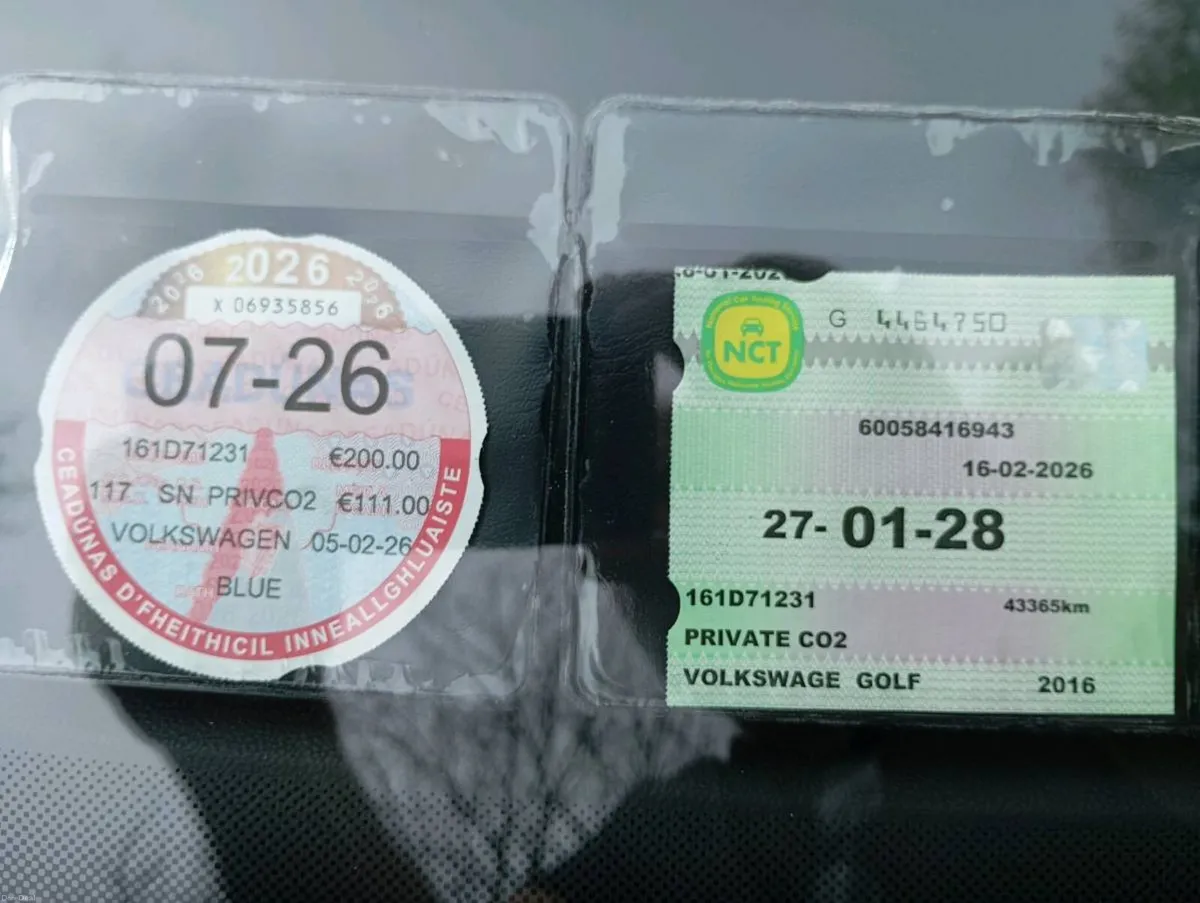 2026 2026 2026
X 06935856
07-26
161D71231 €200.00
117 SN PRIVCO2 €111.00
VOLKSWAGEN 05-02-26
BLUE
CEADÚNAS D'FHEITHICIL INNEALLGHLUAISTE
NCT
G 4464750
60058416943
16-02-2026
27-01-28
161D71231 43365km
PRIVATE CO2
VOLKSWAGE GOLF 2016